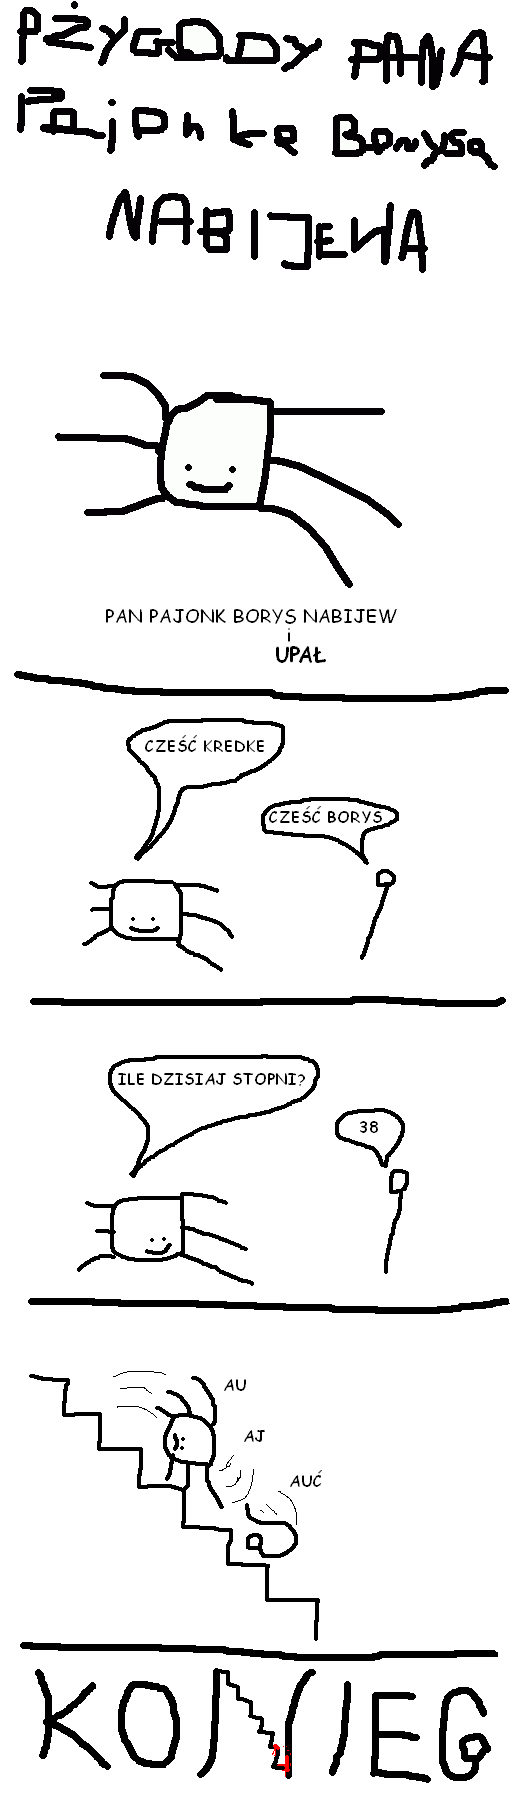 PŻYGODY PANA
PAjOnkA BORYSA
NABIJEWA
PAN PAJONK BORYS NABIJEW
i
UPAŁ
CZEŚĆ KREDKE
CZEŚĆ BORYS
ILE DZISIAJ STOPNI?
38
AU
AJ
AUĆ
KONIEG